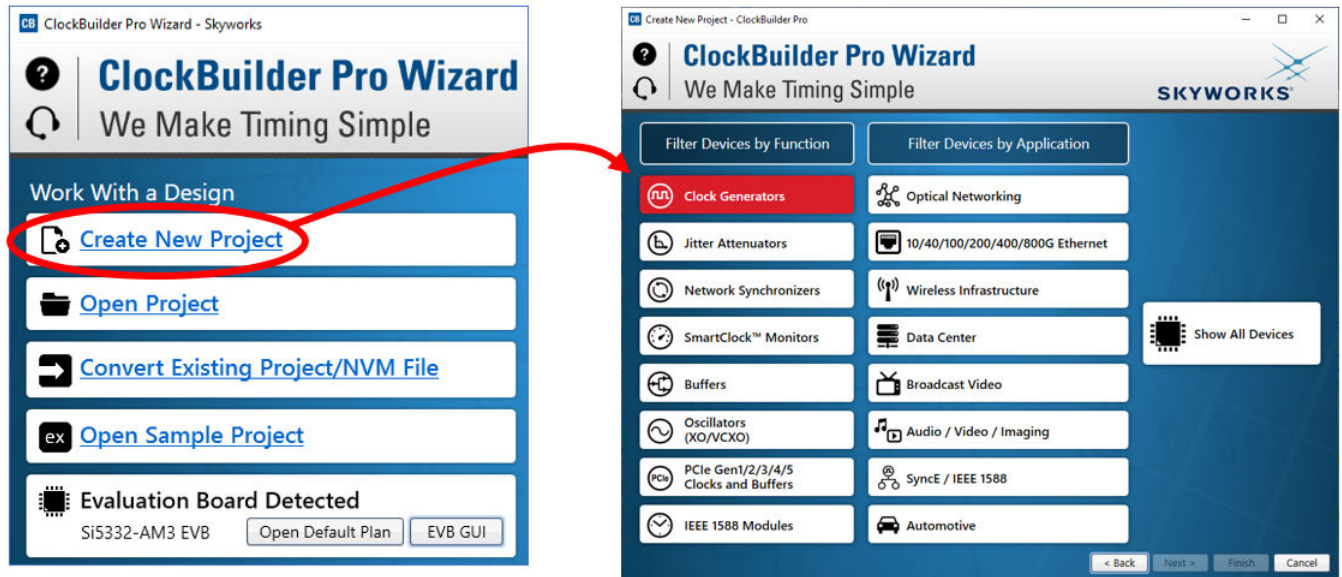 CB ClockBuilder Pro Wizard - Skyworks
?
ClockBuilder Pro Wizard
We Make Timing Simple
Work With a Design
Create New Project
Open Project
Convert Existing Project/NVM File
ex Open Sample Project
Evaluation Board Detected
Si5332-AM3 EVB Open Default Plan EVB GUI
CB Create New Project - ClockBuilder Pro
?
ClockBuilder Pro Wizard
We Make Timing Simple
SKYWORKS®
Filter Devices by Function
Clock Generators
Jitter Attenuators
Network Synchronizers
SmartClock™ Monitors
Buffers
Oscillators
(XO/VCXO)
PCIe PCIe Gen1/2/3/4/5
Clocks and Buffers
IEEE 1588 Modules
Filter Devices by Application
Optical Networking
10/40/100/200/400/800G Ethernet
Wireless Infrastructure
Data Center
Broadcast Video
Audio / Video / Imaging
SyncE / IEEE 1588
Automotive
Show All Devices
< Back Next > Finish Cancel